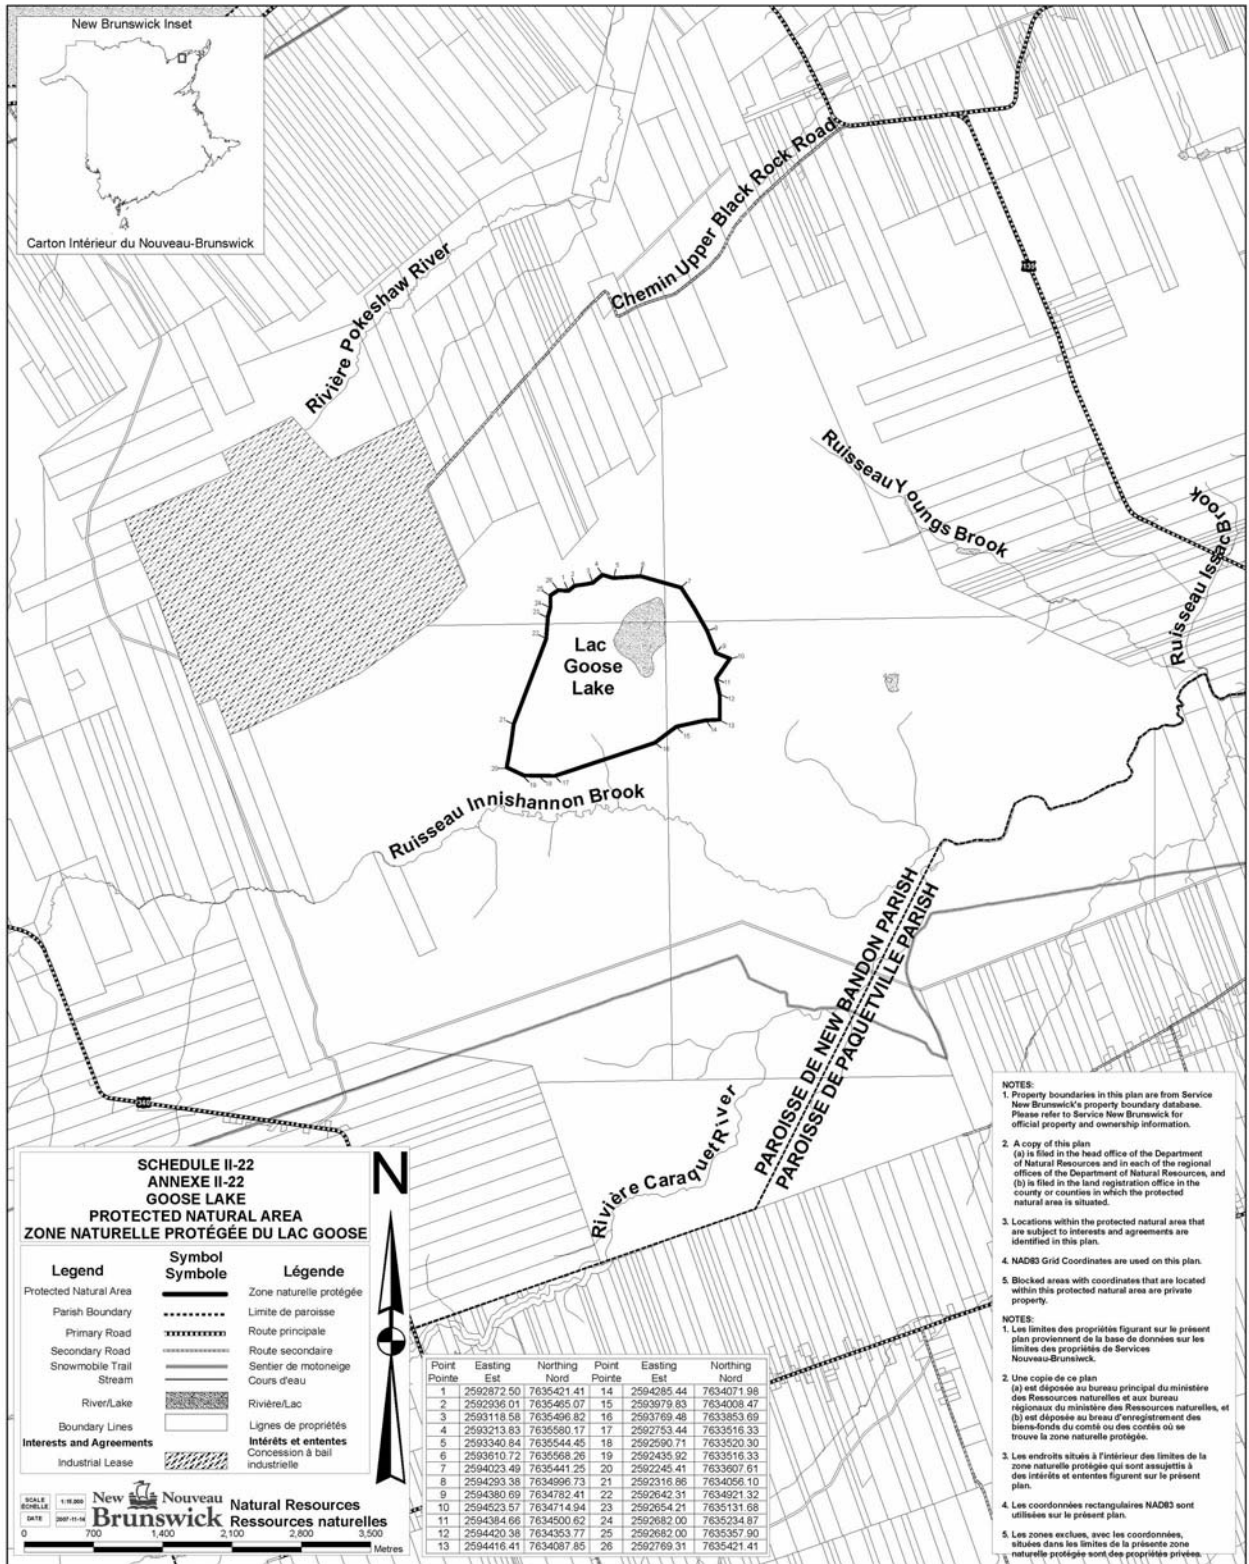 New Brunswick Inset
Carton Intérieur du Nouveau-Brunswick
Rivière Pokeshaw River
Chemin Upper Black Rock Road
135
Ruisseau Youngs Brook
Ruisseau Issac Brook
Lac
Goose
Lake
Ruisseau Innishannon Brook
PAROISSE DE NEW BANDON PARISH
PAROISSE DE PAQUETVILLE PARISH
340
Rivière Caraquet River
N
SCHEDULE II-22
ANNEXE II-22
GOOSE LAKE
PROTECTED NATURAL AREA
ZONE NATURELLE PROTÉGÉE DU LAC GOOSE
Legend Symbol Symbole Légende
Protected Natural Area Zone naturelle protégée
Parish Boundary Limite de paroisse
Primary Road Route principale
Secondary Road Route secondaire
Snowmobile Trail Sentier de motoneige
Stream Cours d'eau
River/Lake Rivière/Lac
Boundary Lines Lignes de propriétés
Interests and Agreements Intérêts et ententes
Industrial Lease Concession à bail industrielle
SCALE ÉCHELLE 1:15,000
DATE 2007-11-14
New Nouveau Brunswick
Natural Resources
Ressources naturelles
0 700 1,400 2,100 2,800 3,500 Metres
Point Easting Northing Point Easting Northing
Pointe Est Nord Pointe Est Nord
1 2592872.50 7635421.41 14 2594285.44 7634071.98
2 2592936.01 7635465.07 15 2593979.83 7634008.47
3 2593118.58 7635496.82 16 2593769.48 7633853.69
4 2593213.83 7635580.17 17 2592753.44 7633516.33
5 2593340.84 7635544.45 18 2592590.71 7633520.30
6 2593610.72 7635568.26 19 2592435.92 7633516.33
7 2594023.49 7635441.25 20 2592245.41 7633607.61
8 2594293.38 7634996.73 21 2592316.86 7634056.10
9 2594380.69 7634782.41 22 2592642.31 7634921.32
10 2594523.57 7634714.94 23 2592654.21 7635131.68
11 2594384.66 7634500.62 24 2592682.00 7635234.87
12 2594420.38 7634353.77 25 2592682.00 7635357.90
13 2594416.41 7634087.85 26 2592769.31 7635421.41
NOTES:
1. Property boundaries in this plan are from Service
New Brunswick's property boundary database.
Please refer to Service New Brunswick for
official property and ownership information.
2. A copy of this plan
(a) is filed in the head office of the Department
of Natural Resources and in each of the regional
offices of the Department of Natural Resources, and
(b) is filed in the land registration office in the
county or counties in which the protected
natural area is situated.
3. Locations within the protected natural area that
are subject to interests and agreements are
identified in this plan.
4. NAD83 Grid Coordinates are used on this plan.
5. Blocked areas with coordinates that are located
within this protected natural area are private
property.
NOTES:
1. Les limites des propriétés figurant sur le présent
plan proviennent de la base de données sur les
limites des propriétés de Services
Nouveau-Brunsiwck.
2. Une copie de ce plan
(a) est déposée au bureau principal du ministère
des Ressources naturelles et aux bureau
régionaux du ministère des Ressources naturelles, et
(b) est déposée au breau d'enregistrement des
biens-fonds du comté ou des contés où se
trouve la zone naturelle protégée.
3. Les endroits situés à l'intérieur des limites de la
zone naturelle protégée qui sont assujettis à
des intérêts et ententes figurent sur le présent
plan.
4. Les coordonnées rectangulaires NAD83 sont
utilisées sur le présent plan.
5. Les zones exclues, avec les coordonnées,
situées dans les limites de la présente zone
naturelle protégée sont des propriétés privées.